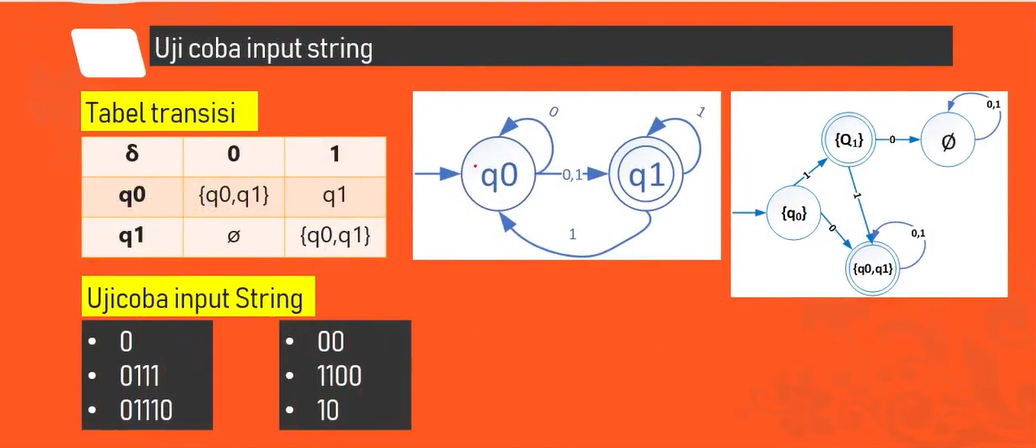 Uji coba input string
Tabel transisi
δ 0 1
q0 {q0,q1} q1
q1 ø {q0,q1}
q0 0 0,1 q1 1 1
{q₀} 1 0 {Q₁} 0 1 Ø 0,1 {q0,q1} 0,1
Ujicoba input String
• 0
• 0111
• 01110
• 00
• 1100
• 10